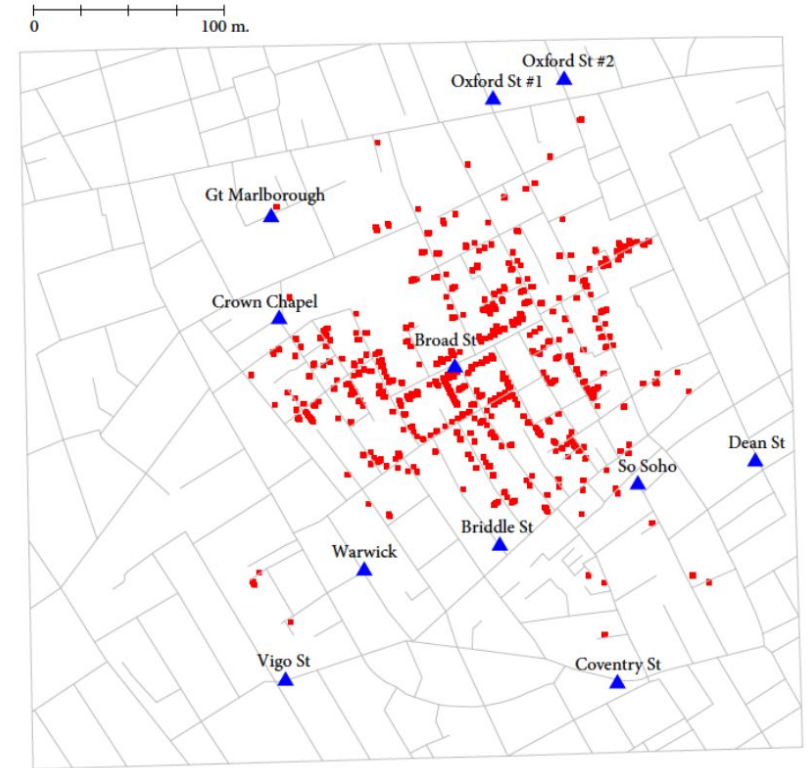 0 100 m.
Oxford St #2
Oxford St #1
Gt Marlborough
Crown Chapel
Broad St
Dean St
So Soho
Briddle St
Warwick
Vigo St
Coventry St